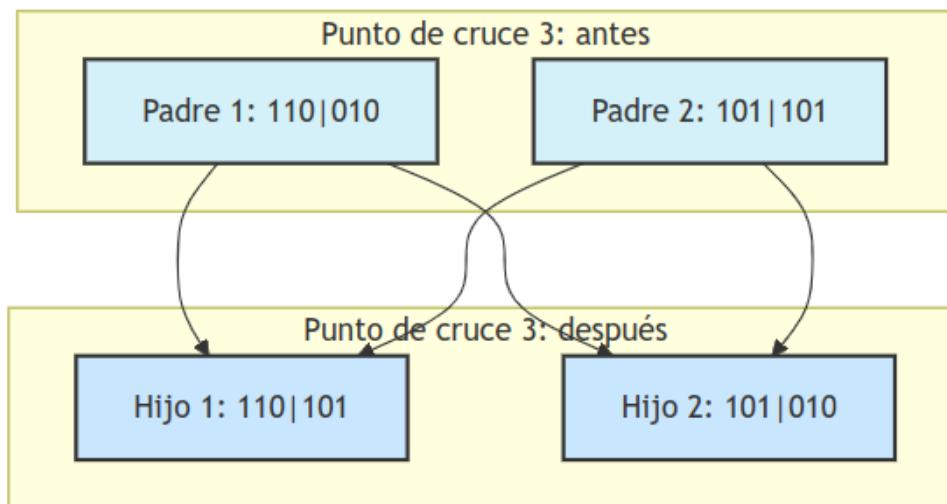 Punto de cruce 3: antes
Padre 1: 110|010
Padre 2: 101|101
Punto de cruce 3: después
Hijo 1: 110|101
Hijo 2: 101|010